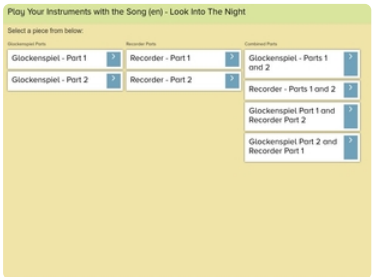 Play Your Instruments with the Song (en) - Look Into The Night
Select a piece from below:
Glockenspiel Parts
Glockenspiel - Part 1
Glockenspiel - Part 2
Recorder Parts
Recorder - Part 1
Recorder - Part 2
Combined Parts
Glockenspiel - Parts 1
and 2
Recorder - Parts 1 and 2
Glockenspiel Part 1 and
Recorder Part 2
Glockenspiel Part 2 and
Recorder Part 1